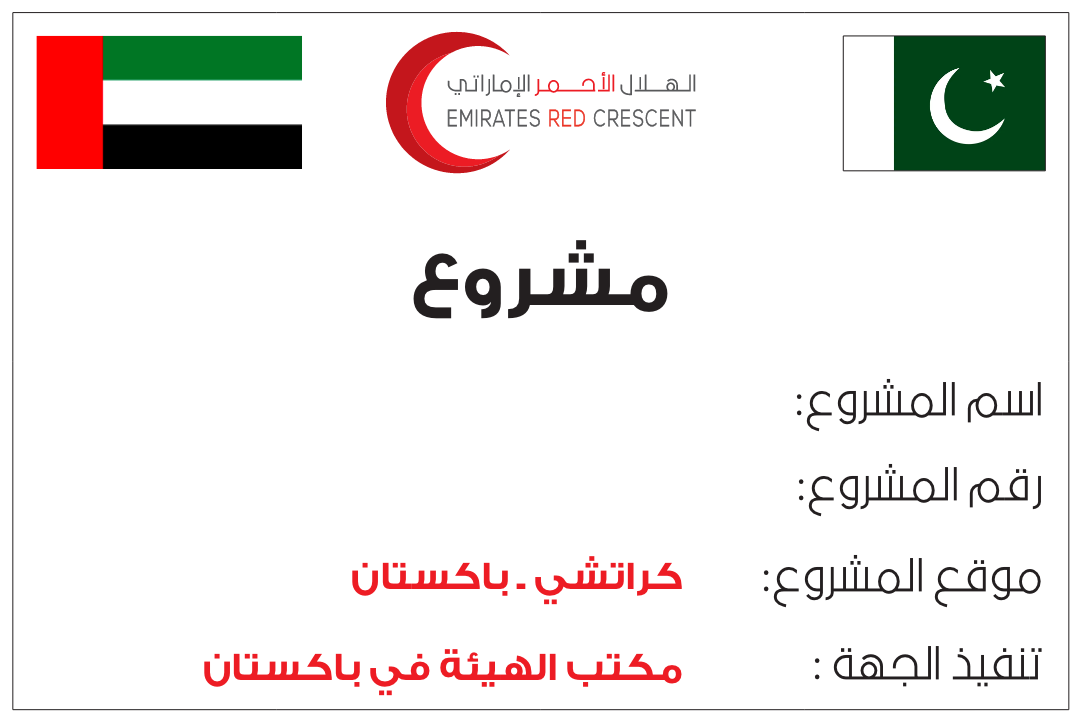 الهلال الأحمر الإماراتي
EMIRATES RED CRESCENT
مشروع
اسم المشروع:
رقم المشروع:
موقع المشروع: كراتشي - باكستان
تنفيذ الجهة : مكتب الهيئة في باكستان